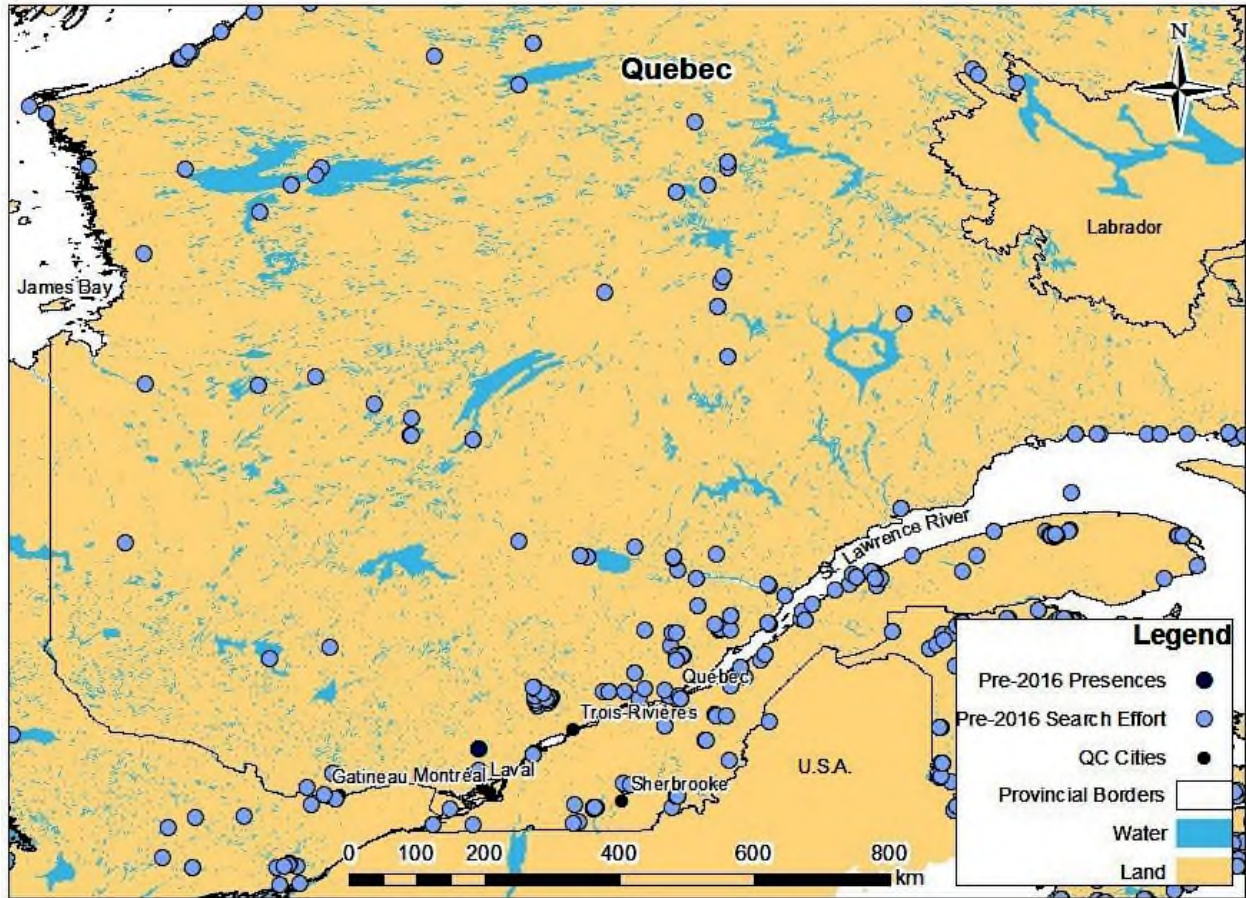 Quebec
N
Labrador
James Bay
Lawrence River
Québec
Trois-Rivières
Gatineau Montréal Laval
Sherbrooke
U.S.A.
Legend
Pre-2016 Presences
Pre-2016 Search Effort
QC Cities
Provincial Borders
Water
Land
0 100 200 400 600 800
km